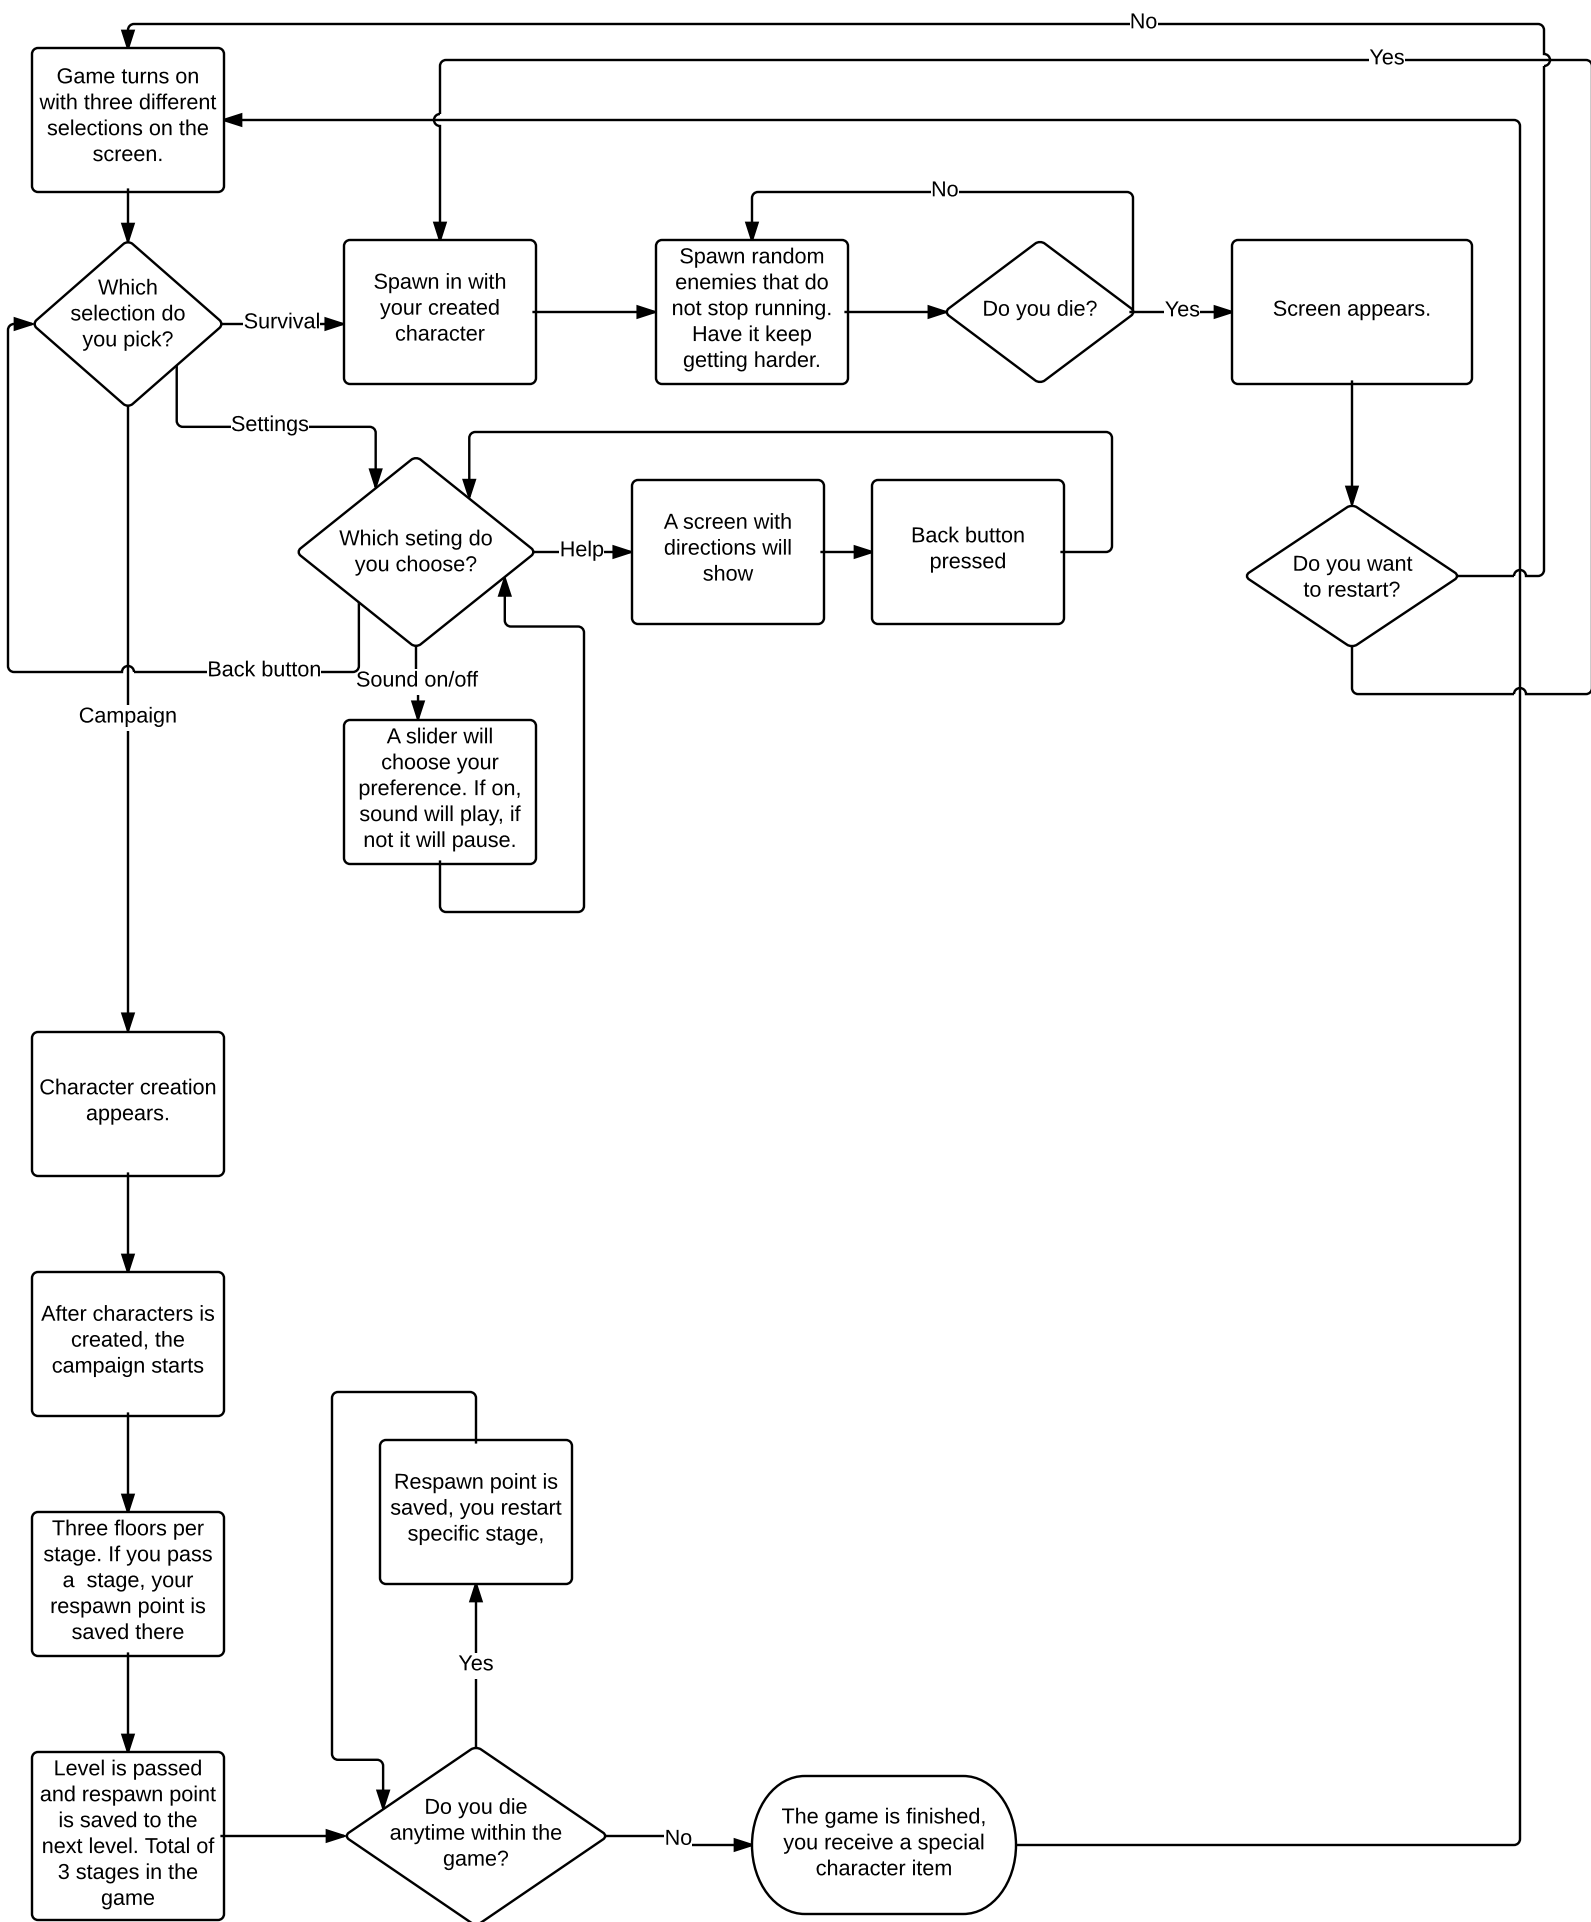 No
Yes
Game turns on
with three different
selections on the
screen.
No
Which
selection do
you pick?
Survival
Spawn in with
your created
character
Spawn random
enemies that do
not stop running.
Have it keep
getting harder.
Do you die?
Yes
Screen appears.
Settings
Which seting do
you choose?
Help
A screen with
directions will
show
Back button
pressed
Do you want
to restart?
Back button
Sound on/off
Campaign
A slider will
choose your
preference. If on,
sound will play, if
not it will pause.
Character creation
appears.
After characters is
created, the
campaign starts
Respawn point is
saved, you restart
specific stage,
Three floors per
stage. If you pass
a  stage, your
respawn point is
saved there
Yes
Level is passed
and respawn point
is saved to the
next level. Total of
3 stages in the
game
Do you die
anytime within the
game?
No
The game is finished,
you receive a special
character item